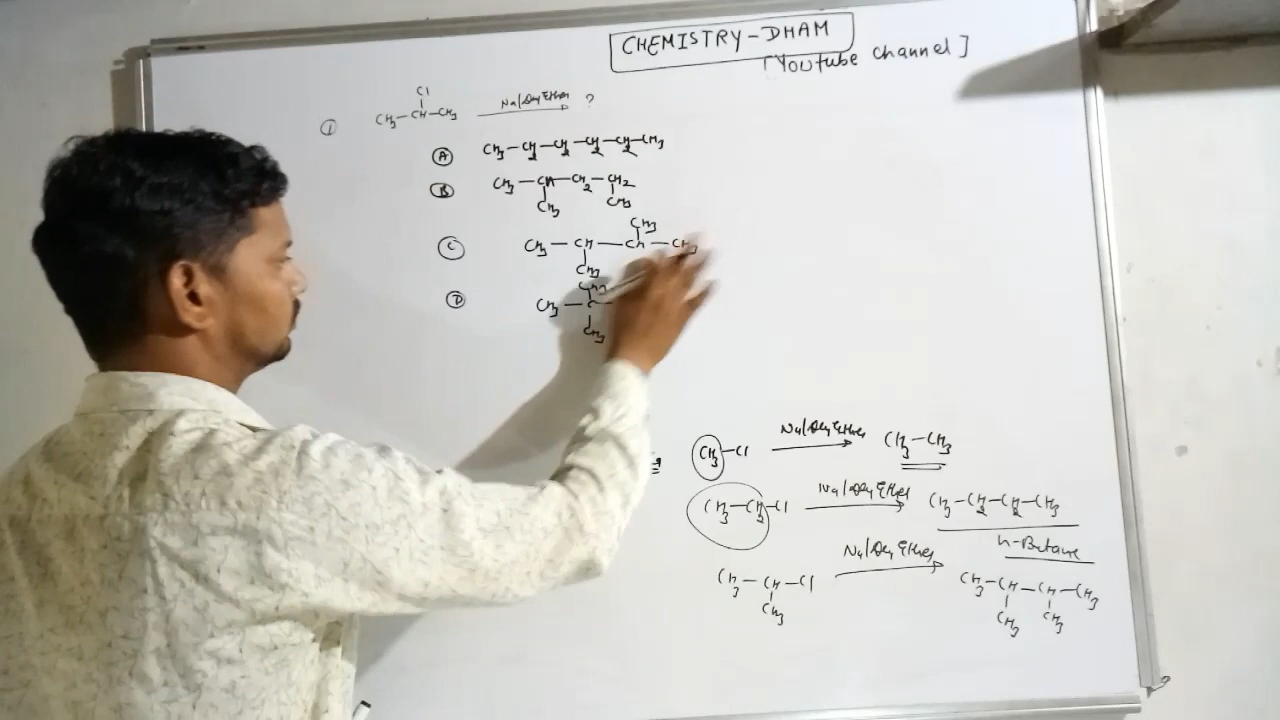 CHEMISTRY-DHAM
[Youtube channel]
Cl
① CH3-CH-CH3 Na/Dry Ether ?
Ⓐ CH3-CH2-CH2-CH2-CH2-CH3
Ⓑ CH3-CH-CH2-CH2
CH3 CH3
CH3
Ⓒ CH3-CH-CH-CH3
CH3
CH3
Ⓓ CH3-C-
CH3
CH3-Cl Na/Dry Ether CH3-CH3
CH3-CH2-Cl Na/Dry Ether CH3-CH2-CH2-CH3
n-Butane
CH3-CH-Cl Na/Dry Ether CH3-CH-CH-CH3
CH3 CH3 CH3